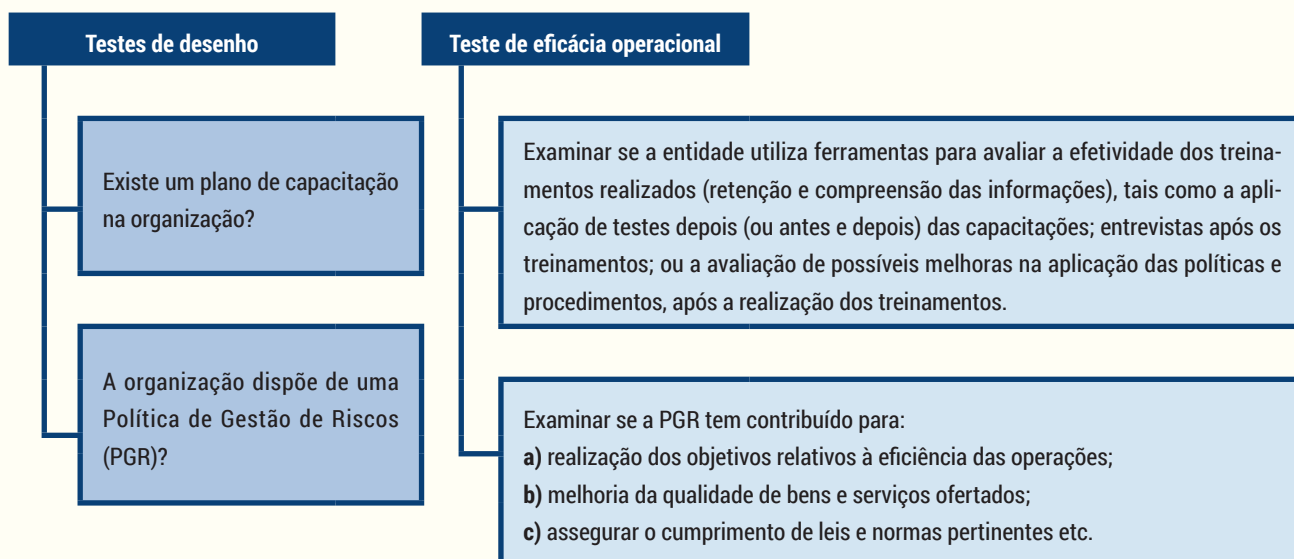 Testes de desenho
Existe um plano de capacitação
na organização?
A organização dispõe de uma
Política de Gestão de Riscos
(PGR)?
Teste de eficácia operacional
Examinar se a entidade utiliza ferramentas para avaliar a efetividade dos treina-
mentos realizados (retenção e compreensão das informações), tais como a apli-
cação de testes depois (ou antes e depois) das capacitações; entrevistas após os
treinamentos; ou a avaliação de possíveis melhoras na aplicação das políticas e
procedimentos, após a realização dos treinamentos.
Examinar se a PGR tem contribuído para:
a) realização dos objetivos relativos à eficiência das operações;
b) melhoria da qualidade de bens e serviços ofertados;
c) assegurar o cumprimento de leis e normas pertinentes etc.